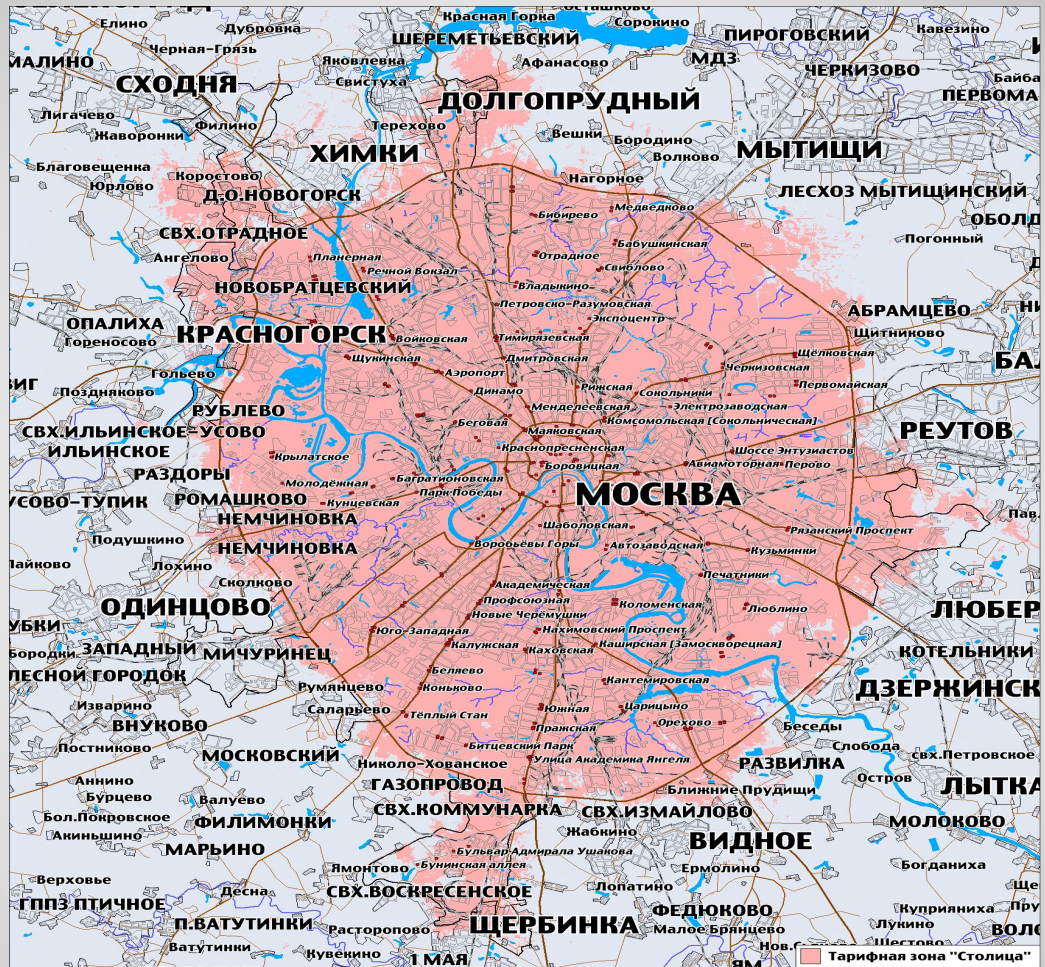 Елино
Дубровка
Красная Горка
Сорокино
Кавезино
ШЕРЕМЕТЬЕВСКИЙ
ПИРОГОВСКИЙ
Черная-Грязь
Яковлевка
Афанасово
МДЗ
ЧЕРКИЗОВО
МАЛИНО
СХОДНЯ
Свистуха
Байба
ПЕРВОМА
ДОЛГОПРУДНЫЙ
Лигачево
Филино
Терехово
Жаворонки
Вешки
Бородино
ХИМКИ
Волково
МЫТИЩИ
Благовещенка
Коростово
Нагорное
Юрлово
Д.О.НОВОГОРСК
ЛЕСХОЗ МЫТИЩИНСКИЙ
Бибирево
Медведково
ОБОЛД
СВХ.ОТРАДНОЕ
Бабушкинская
Погонный
Ангелово
Планерная
Отрадное
Речной Вокзал
Свиблово
НОВОБРАТЦЕВСКИЙ
Владыкино
Петровско-Разумовская
АБРАМЦЕВО
Экспоцентр
ОПАЛИХА
КРАСНОГОРСК
Щитниково
Гореносово
Войковская
Тимирязевская
Щукинская
Дмитровская
Щёлковская
БАЛ
Гольево
Аэропорт
Черкизовская
ВИГ
Поздняково
Динамо
Рижская
Сокольники
Первомайская
РУБЛЕВО
Менделеевская
Электрозаводская
СВХ.ИЛЬИНСКОЕ-УСОВО
Беговая
Маяковская
Комсомольская [Сокольническая]
РЕУТОВ
ИЛЬИНСКОЕ
Крылатское
Краснопресненская
Шоссе Энтузиастов
РАЗДОРЫ
Боровицкая
Авиамоторная
Перово
Молодёжная
Багратионовская
УСОВО-ТУПИК
РОМАШКОВО
Кунцевская
Парк Победы
МОСКВА
НЕМЧИНОВКА
Пав
Шаболовская
Рязанский Проспект
Подушкино
НЕМЧИНОВКА
Воробьёвы Горы
Автозаводская
Кузьминки
Лайково
Лохино
Сколково
Академическая
Печатники
ОДИНЦОВО
Профсоюзная
Коломенская
Люблино
ЛЮБЕР
УБКИ
Новые Черёмушки
Юго-Западная
Нахимовский Проспект
Бородки
ЗАПАДНЫЙ
МИЧУРИНЕЦ
Калужская
Каховская
Каширская [Замоскворецкая]
КОТЕЛЬНИКИ
ЛЕСНОЙ ГОРОДОК
Беляево
Румянцево
Коньково
Кантемировская
ДЗЕРЖИНСК
Изварино
Саларьево
Тёплый Стан
Южная
Царицыно
ВНУКОВО
Пражская
Орехово
Беседы
Постниково
Битцевский Парк
Слобода
МОСКОВСКИЙ
Николо-Хованское
Улица Академика Янгеля
РАЗВИЛКА
свх.Петровское
Аннино
ГАЗОПРОВОД
Ближние Прудищи
Остров
ЛЫТКА
Бурцево
Валуево
СВХ.КОММУНАРКА
СВХ.ИЗМАЙЛОВО
Бол.Покровское
ФИЛИМОНКИ
МОЛОКОВО
Акиньшино
Жабкино
ВИДНОЕ
МАРЬИНО
Бульвар Адмирала Ушакова
Ямонтово
Бунинская аллея
Ермолино
Богданиха
Верховье
Десна
СВХ.ВОСКРЕСЕНСКОЕ
Лопатино
ГППЗ ПТИЧНОЕ
ФЕДЮКОВО
Куприяниха
Пру
П.ВАТУТИНКИ
Расторопово
ЩЕРБИНКА
Малое Брянцево
Лукино
ВОЛО
Ватутинки
Кувекино
1 МАЯ
Тарифная зона "Столица"